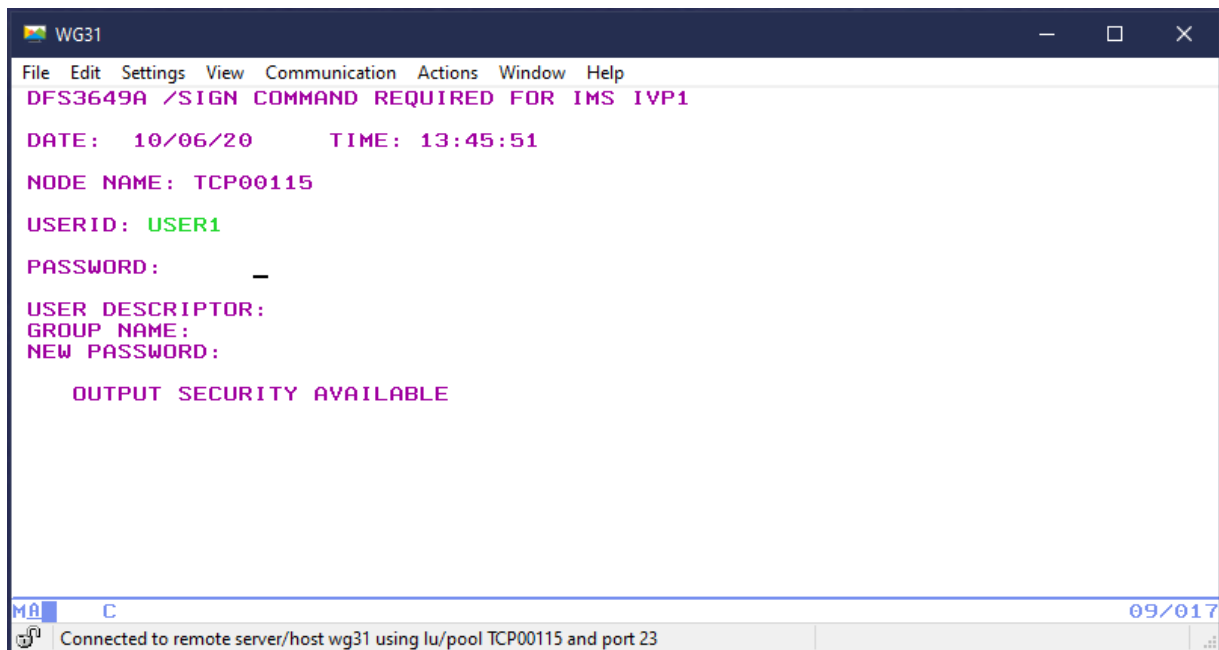 WG31
File Edit Settings View Communication Actions Window Help
DFS3649A /SIGN COMMAND REQUIRED FOR IMS IVP1
DATE: 10/06/20 TIME: 13:45:51
NODE NAME: TCP00115
USERID: USER1
PASSWORD: _
USER DESCRIPTOR:
GROUP NAME:
NEW PASSWORD:
OUTPUT SECURITY AVAILABLE
MA C 09/017
Connected to remote server/host wg31 using lu/pool TCP00115 and port 23